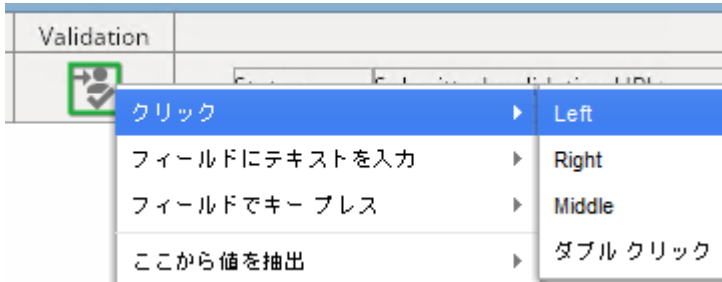 Validation
クリック
Left
フィールドにテキストを入力
Right
フィールドでキー プレス
Middle
ここから値を抽出
ダブル クリック